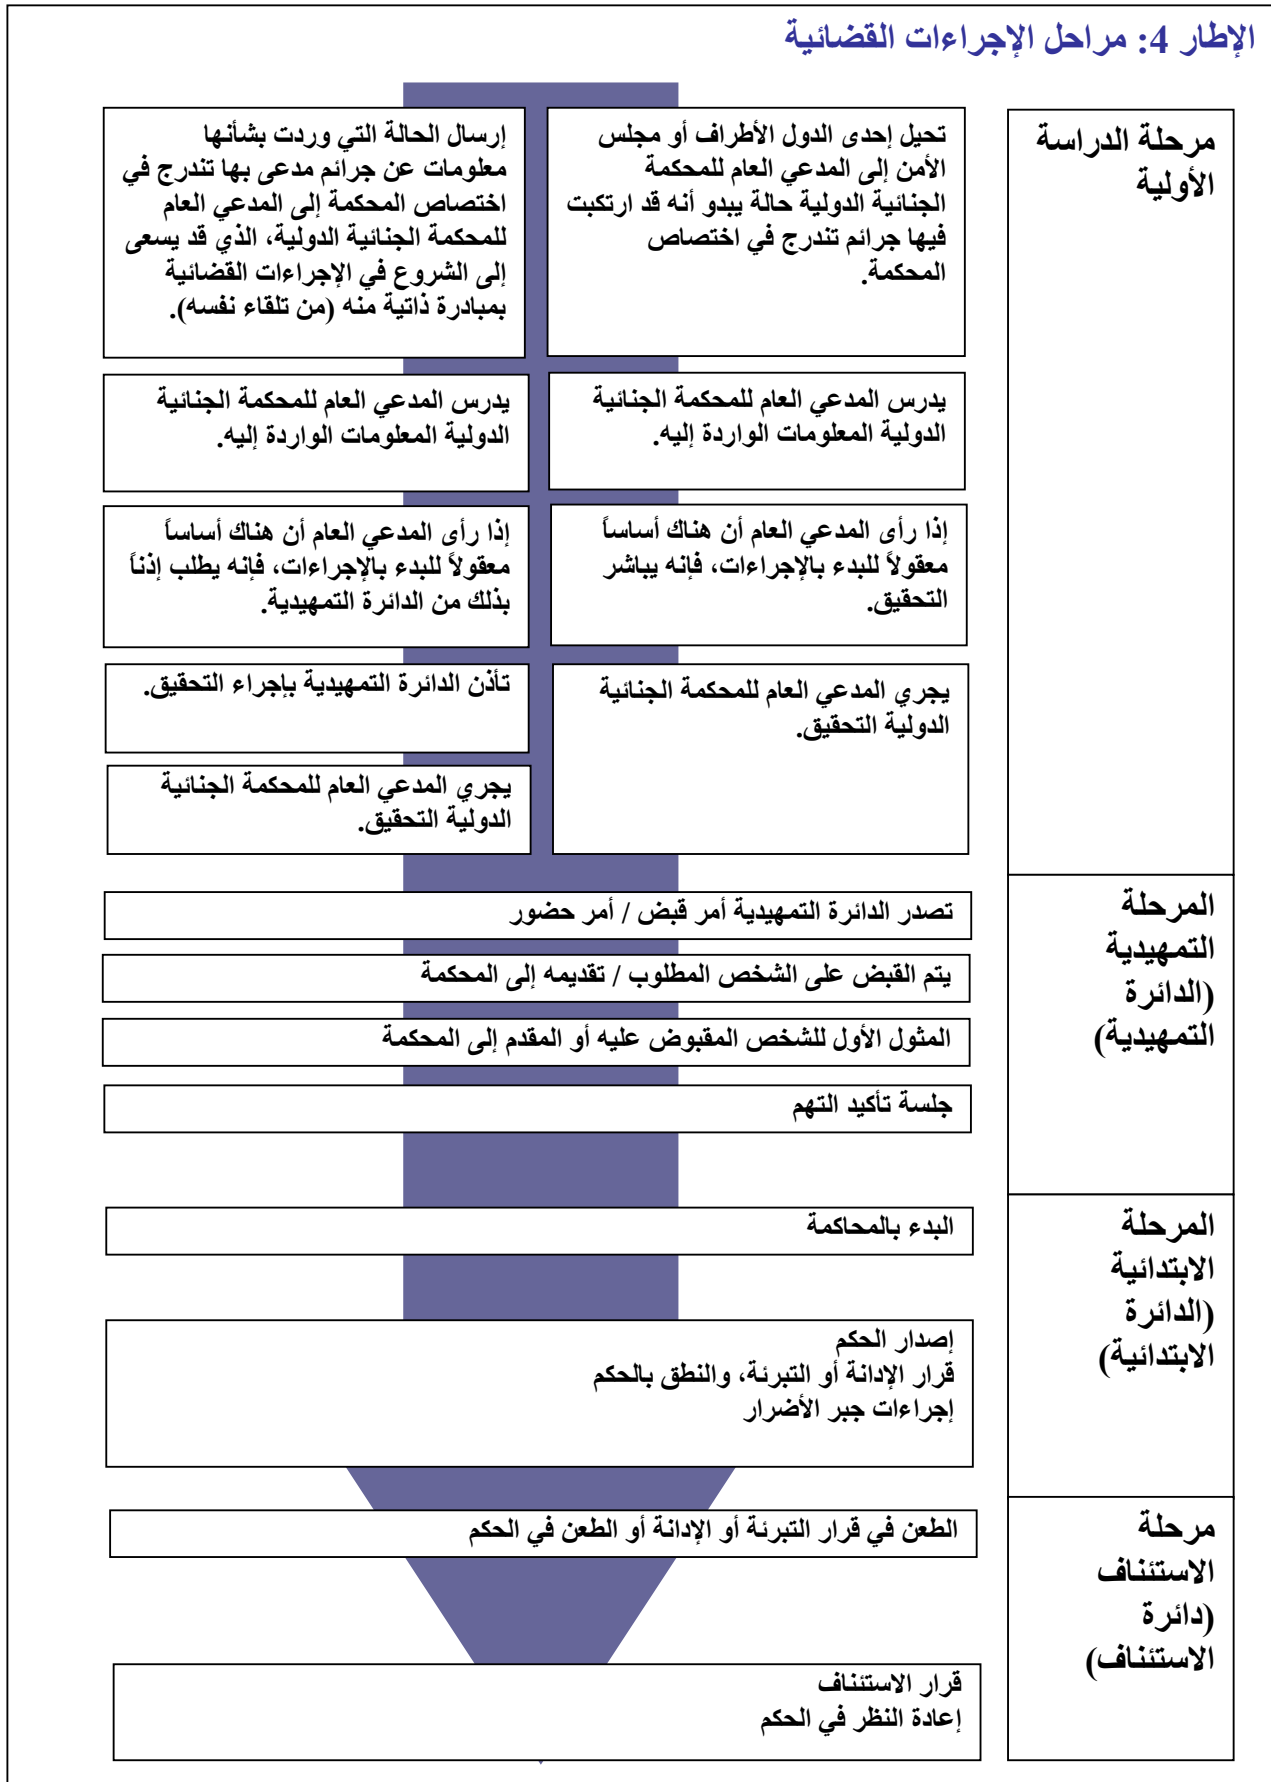 الإطار 4: مراحل الإجراءات القضائية
مرحلة الدراسة
الأولية
تحيل إحدى الدول الأطراف أو مجلس
الأمن إلى المدعي العام للمحكمة
الجنائية الدولية حالة يبدو أنه قد ارتكبت
فيها جرائم تندرج في اختصاص
المحكمة.
إرسال الحالة التي وردت بشأنها
معلومات عن جرائم مدعى بها تندرج في
اختصاص المحكمة إلى المدعي العام
للمحكمة الجنائية الدولية، الذي قد يسعى
إلى الشروع في الإجراءات القضائية
بمبادرة ذاتية منه (من تلقاء نفسه).
يدرس المدعي العام للمحكمة الجنائية
الدولية المعلومات الواردة إليه.
يدرس المدعي العام للمحكمة الجنائية
الدولية المعلومات الواردة إليه.
إذا رأى المدعي العام أن هناك أساساً
معقولاً للبدء بالإجراءات، فإنه يباشر
التحقيق.
إذا رأى المدعي العام أن هناك أساساً
معقولاً للبدء بالإجراءات، فإنه يطلب إذناً
بذلك من الدائرة التمهيدية.
يجري المدعي العام للمحكمة الجنائية
الدولية التحقيق.
تأذن الدائرة التمهيدية بإجراء التحقيق.
يجري المدعي العام للمحكمة الجنائية
الدولية التحقيق.
المرحلة
التمهيدية
(الدائرة
التمهيدية)
تصدر الدائرة التمهيدية أمر قبض / أمر حضور
يتم القبض على الشخص المطلوب / تقديمه إلى المحكمة
المثول الأول للشخص المقبوض عليه أو المقدم إلى المحكمة
جلسة تأكيد التهم
المرحلة
الابتدائية
(الدائرة
الابتدائية)
البدء بالمحاكمة
إصدار الحكم
قرار الإدانة أو التبرئة، والنطق بالحكم
إجراءات جبر الأضرار
مرحلة
الاستئناف
(دائرة
الاستئناف)
الطعن في قرار التبرئة أو الإدانة أو الطعن في الحكم
قرار الاستئناف
إعادة النظر في الحكم